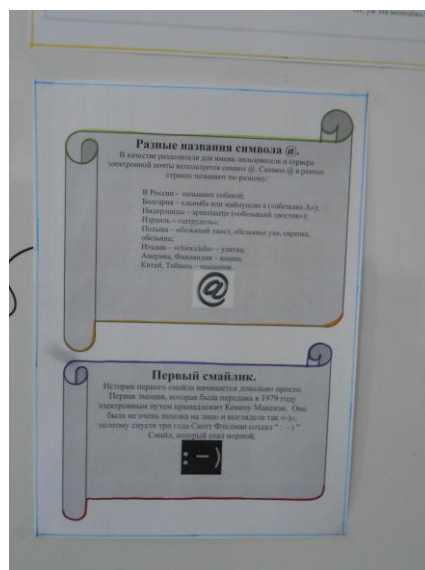 Разные названия символа @.
В качестве разделителя для имени пользователя и сервера
электронной почты используется символ @. Символ @ в разных
странах называют по-разному:
В России - называют собакой;
Болгария – кльомба или маймунско а («обезьяна А»);
Нидерланды – apenstaartje («обезьяний хвостик»);
Израиль – «штрудель»;
Польша – обезьяний хвост, обезьянье ухо, скрепка,
обезьяна;
Италия – «chiocciola» – улитка;
Америка, Финляндия – кошка;
Китай, Тайвань – мышонок.
@
Первый смайлик.
История первого смайла начинается довольно просто.
Первая эмоция, которая была передана в 1979 году
электронным путем принадлежит Кевину Макензи. Она
была не очень похожа на лицо и выглядела так «-)»,
поэтому спустя три года Скотт Фэлман создал " : - ) ".
Смайл, который стал нормой.
:-)